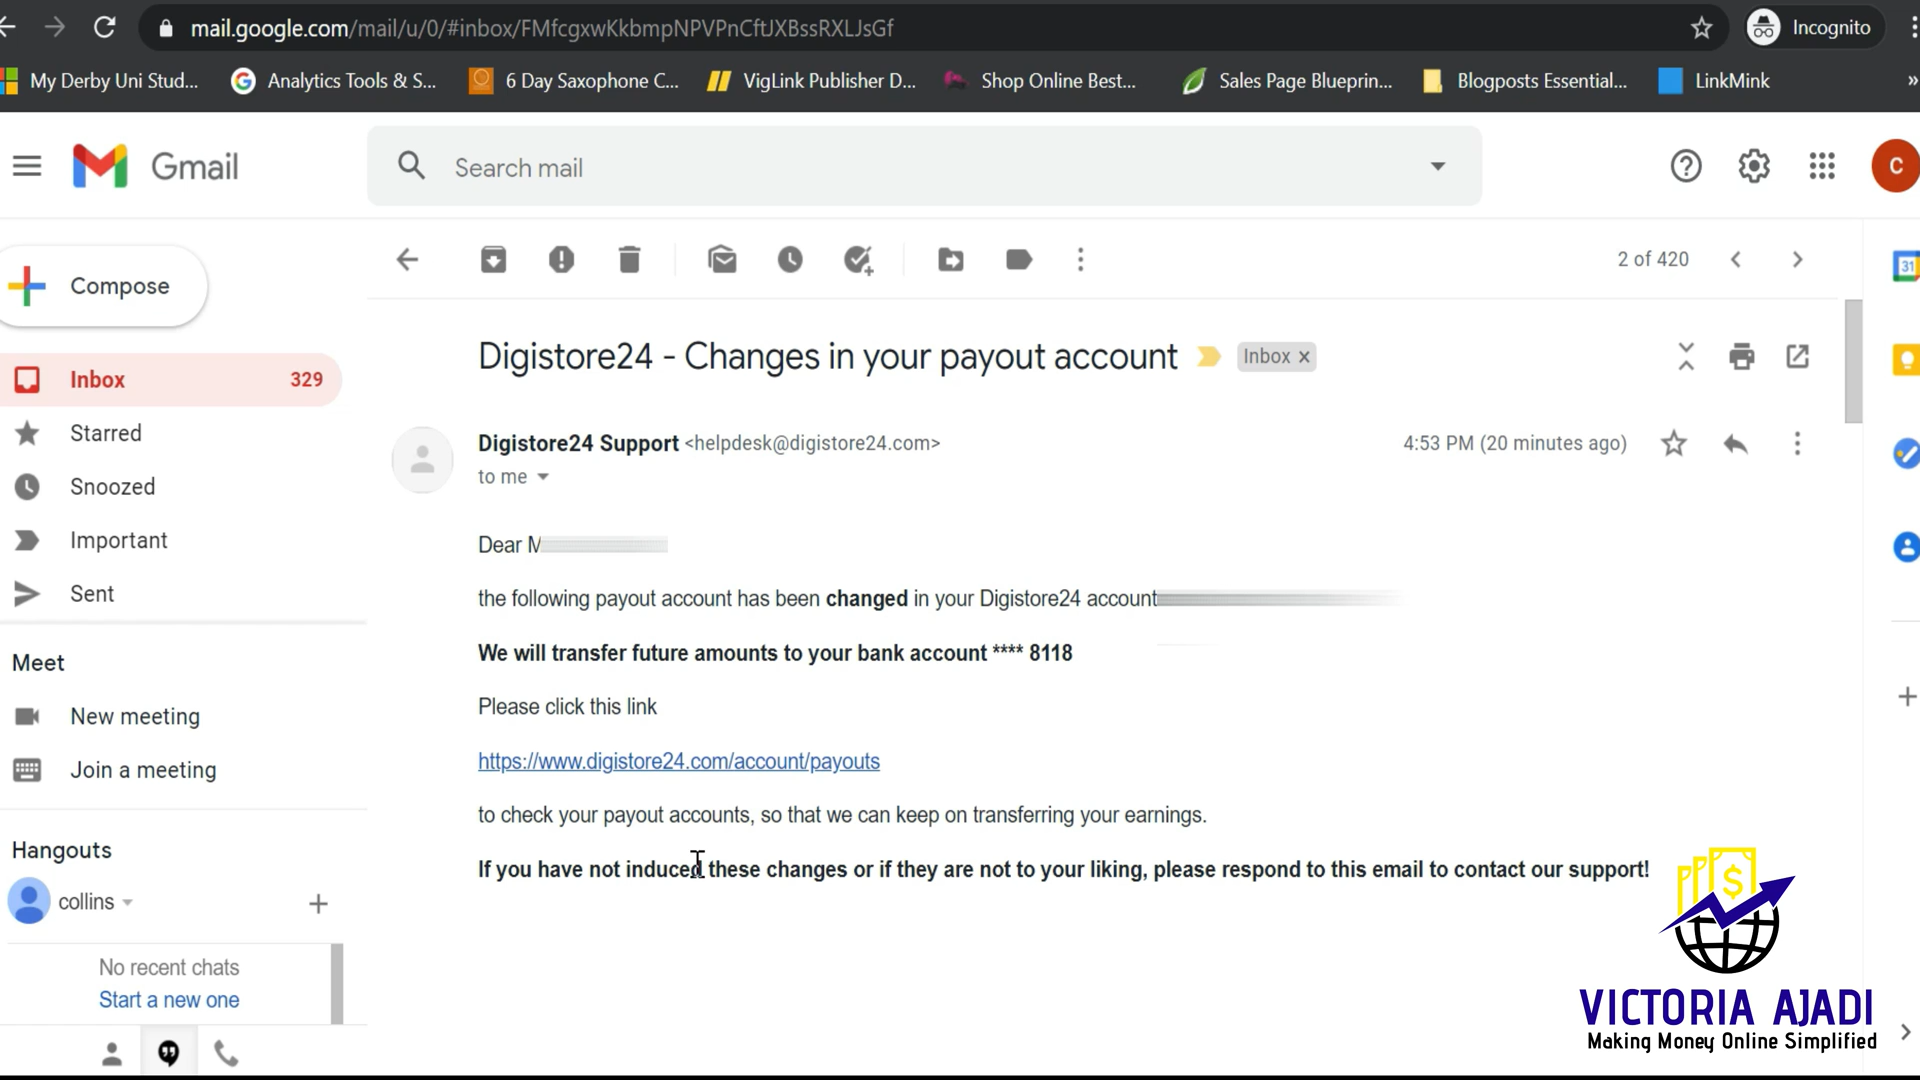 mail.google.com/mail/u/0/#inbox/FMfcgxwKkbmpNPVPnCftJXBssRXLJsGf
Incognito
My Derby Uni Stud...
Analytics Tools & S...
6 Day Saxophone C...
VigLink Publisher D...
Shop Online Best...
Sales Page Blueprin...
Blogposts Essential...
LinkMink
»
Gmail
Search mail
C
Compose
2 of 420
31
Inbox 329
Starred
Snoozed
Important
Sent
Digistore24 - Changes in your payout account
Inbox x
Digistore24 Support <helpdesk@digistore24.com>
4:53 PM (20 minutes ago)
to me
Dear M
the following payout account has been changed in your Digistore24 account
We will transfer future amounts to your bank account **** 8118
Please click this link
https://www.digistore24.com/account/payouts
to check your payout accounts, so that we can keep on transferring your earnings.
If you have not induced these changes or if they are not to your liking, please respond to this email to contact our support!
Meet
New meeting
Join a meeting
Hangouts
collins
No recent chats
Start a new one
$
VICTORIA AJADI
Making Money Online Simplified